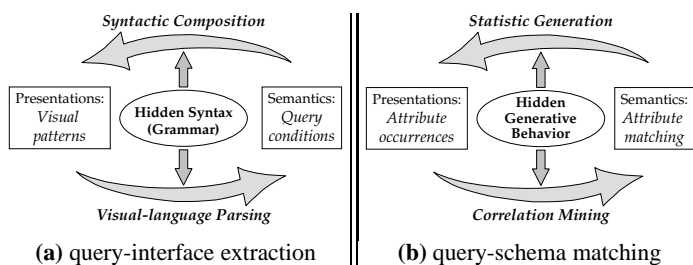 Syntactic Composition
Presentations:
Visual
patterns
Hidden Syntax
(Grammar)
Semantics:
Query
conditions
Visual-language Parsing
(a) query-interface extraction
Statistic Generation
Presentations:
Attribute
occurrences
Hidden
Generative
Behavior
Semantics:
Attribute
matching
Correlation Mining
(b) query-schema matching